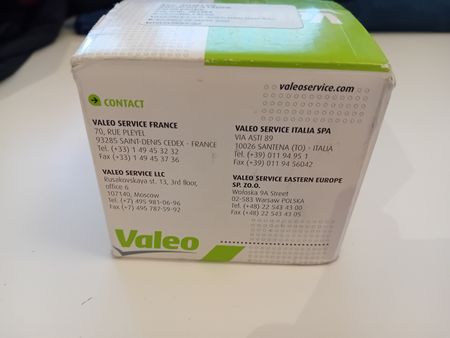 valeoservice.com
CONTACT
VALEO SERVICE FRANCE
70, RUE PLEYEL
93285 SAINT-DENIS CEDEX - FRANCE
Tel. (+33) 1 49 45 32 32
Fax (+33) 1 49 45 37 36
VALEO SERVICE ITALIA SPA
VIA ASTI 89
10026 SANTENA (TO) - ITALIA
Tel. (+39) 011 94 95 1
Fax (+39) 011 94 56042
VALEO SERVICE LLC
Rusakovskaya st. 13, 3rd floor,
office 6
107140, Moscow
Tel. (+7) 495 981-06-96
Fax (+7) 495 787-59-92
VALEO SERVICE EASTERN EUROPE
SP. ZO.O.
Wołoska 9A Street
02-583 Warsaw POLSKA
Tel. (+48) 22 543 43 00
Fax (+48) 22 543 43 05
Valeo